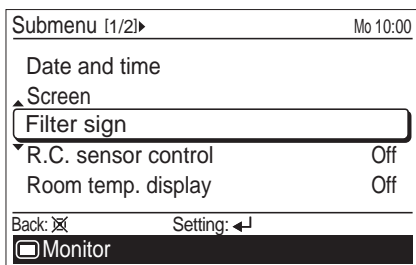 Submenu [1/2] Mo 10:00
Date and time
Screen
Filter sign
R.C. sensor control Off
Room temp. display Off
Back: Setting:
Monitor